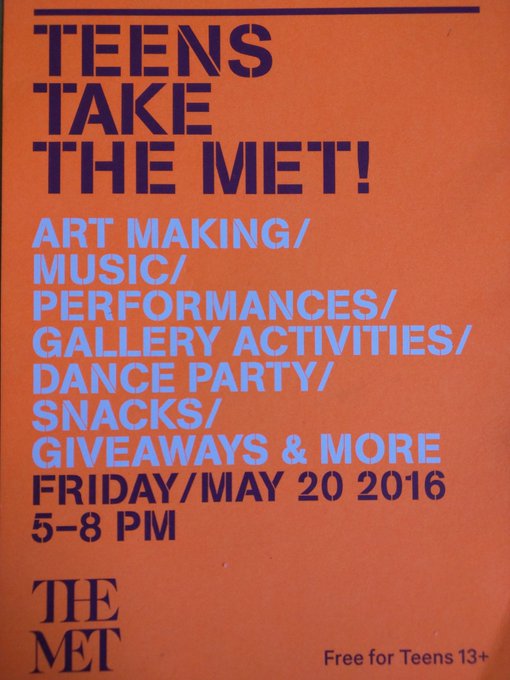 TEENS
TAKE
THE MET!
ART MAKING/
MUSIC/
PERFORMANCES/
GALLERY ACTIVITIES/
DANCE PARTY/
SNACKS/
GIVEAWAYS & MORE
FRIDAY/MAY 20 2016
5–8 PM
THE
MET
Free for Teens 13+